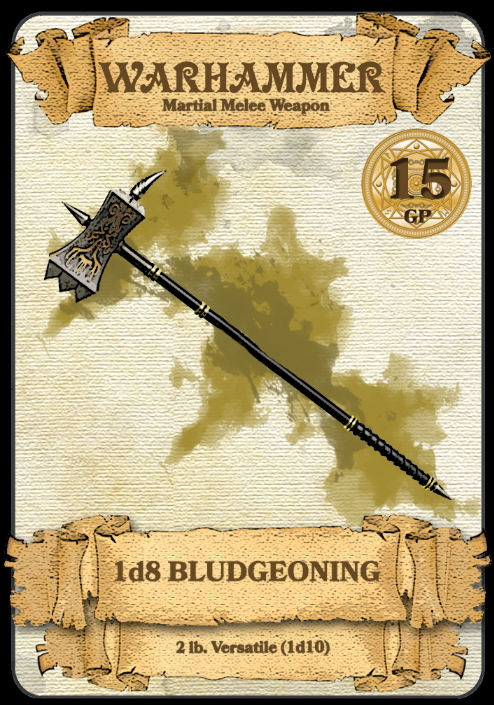 WARHAMMER
Martial Melee Weapon
15
GP
1d8 BLUDGEONING
2 lb. Versatile (1d10)